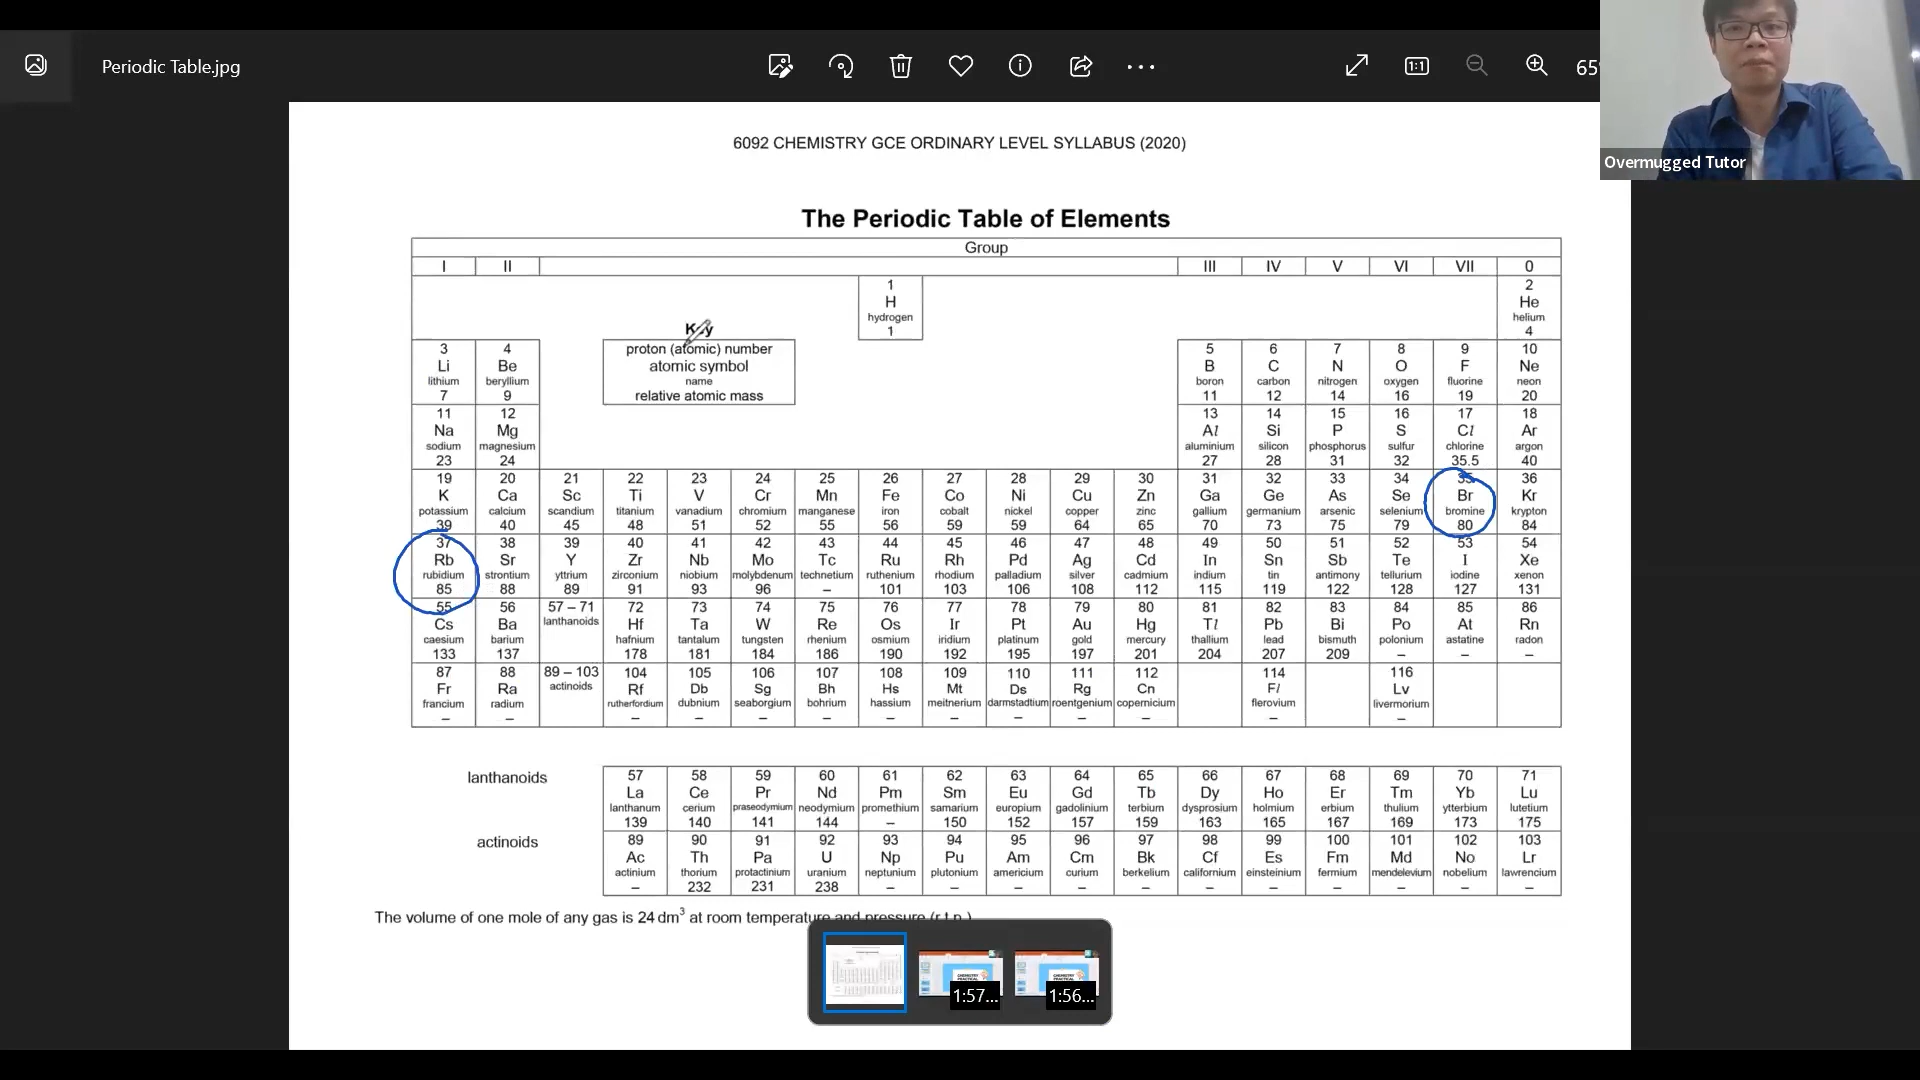 Periodic Table.jpg
1:1
65
Overmugged Tutor
6092 CHEMISTRY GCE ORDINARY LEVEL SYLLABUS (2020)
The Periodic Table of Elements
Group
I II III IV V VI VII 0
1 2
H He
hydrogen helium
1 4
Key
3 4 proton (atomic) number 5 6 7 8 9 10
Li Be atomic symbol B C N O F Ne
lithium beryllium name boron carbon nitrogen oxygen fluorine neon
7 9 relative atomic mass 11 12 14 16 19 20
11 12 13 14 15 16 17 18
Na Mg Al Si P S Cl Ar
sodium magnesium aluminium silicon phosphorus sulfur chlorine argon
23 24 27 28 31 32 35.5 40
19 20 21 22 23 24 25 26 27 28 29 30 31 32 33 34 35 36
K Ca Sc Ti V Cr Mn Fe Co Ni Cu Zn Ga Ge As Se Br Kr
potassium calcium scandium titanium vanadium chromium manganese iron cobalt nickel copper zinc gallium germanium arsenic selenium bromine krypton
39 40 45 48 51 52 55 56 59 59 64 65 70 73 75 79 80 84
37 38 39 40 41 42 43 44 45 46 47 48 49 50 51 52 53 54
Rb Sr Y Zr Nb Mo Tc Ru Rh Pd Ag Cd In Sn Sb Te I Xe
rubidium strontium yttrium zirconium niobium molybdenum technetium ruthenium rhodium palladium silver cadmium indium tin antimony tellurium iodine xenon
85 88 89 91 93 96 – 101 103 106 108 112 115 119 122 128 127 131
55 56 57 – 71 72 73 74 75 76 77 78 79 80 81 82 83 84 85 86
Cs Ba lanthanoids Hf Ta W Re Os Ir Pt Au Hg Tl Pb Bi Po At Rn
caesium barium hafnium tantalum tungsten rhenium osmium iridium platinum gold mercury thallium lead bismuth polonium astatine radon
133 137 178 181 184 186 190 192 195 197 201 204 207 209 – – –
87 88 89 – 103 104 105 106 107 108 109 110 111 112 114 116
Fr Ra actinoids Rf Db Sg Bh Hs Mt Ds Rg Cn Fl Lv
francium radium rutherfordium dubnium seaborgium bohrium hassium meitnerium darmstadtium roentgenium copernicium flerovium livermorium
– – – – – – – – – – – – –
lanthanoids 57 58 59 60 61 62 63 64 65 66 67 68 69 70 71
La Ce Pr Nd Pm Sm Eu Gd Tb Dy Ho Er Tm Yb Lu
lanthanum cerium praseodymium neodymium promethium samarium europium gadolinium terbium dysprosium holmium erbium thulium ytterbium lutetium
139 140 141 144 – 150 152 157 159 163 165 167 169 173 175
actinoids 89 90 91 92 93 94 95 96 97 98 99 100 101 102 103
Ac Th Pa U Np Pu Am Cm Bk Cf Es Fm Md No Lr
actinium thorium protactinium uranium neptunium plutonium americium curium berkelium californium einsteinium fermium mendelevium nobelium lawrencium
– 232 231 238 – – – – – – – – – – –
The volume of one mole of any gas is 24 dm³ at room temperature and pressure (r.t.p.)
CHEMISTRY PRACTICAL
1:57...
CHEMISTRY PRACTICAL
1:56...